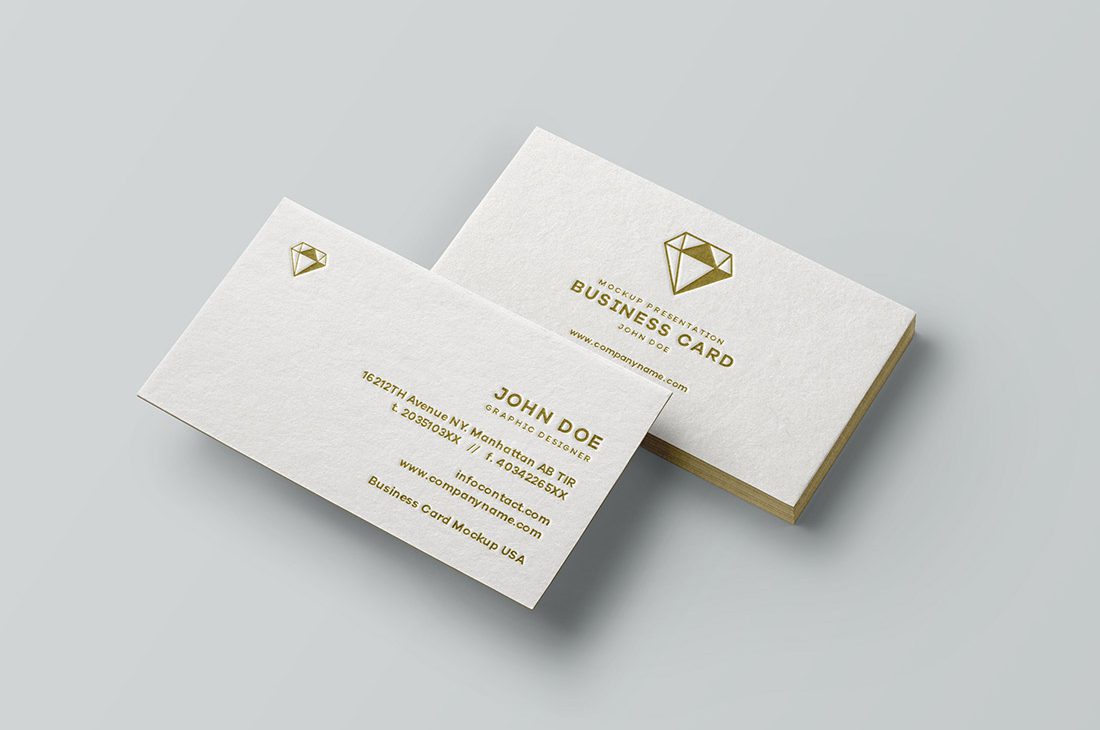 JOHN DOE
GRAPHIC DESIGNER
16212TH Avenue NY. Manhattan AB TIR
t. 2035103XX // f. 40342265XX
infocontact.com
www.companyname.com
Business Card Mockup USA
MOCKUP PRESENTATION
BUSINESS CARD
JOHN DOE
www.companyname.com